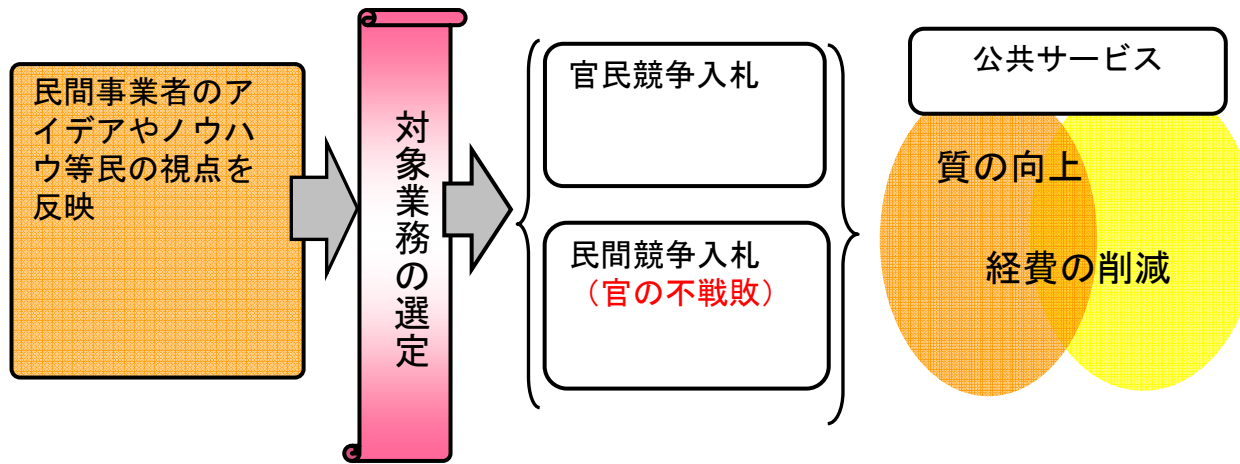 民間事業者のア
イデアやノウハ
ウ等民の視点を
反映
対象業務の選定
官民競争入札
民間競争入札
（官の不戦敗）
公共サービス
質の向上
経費の削減